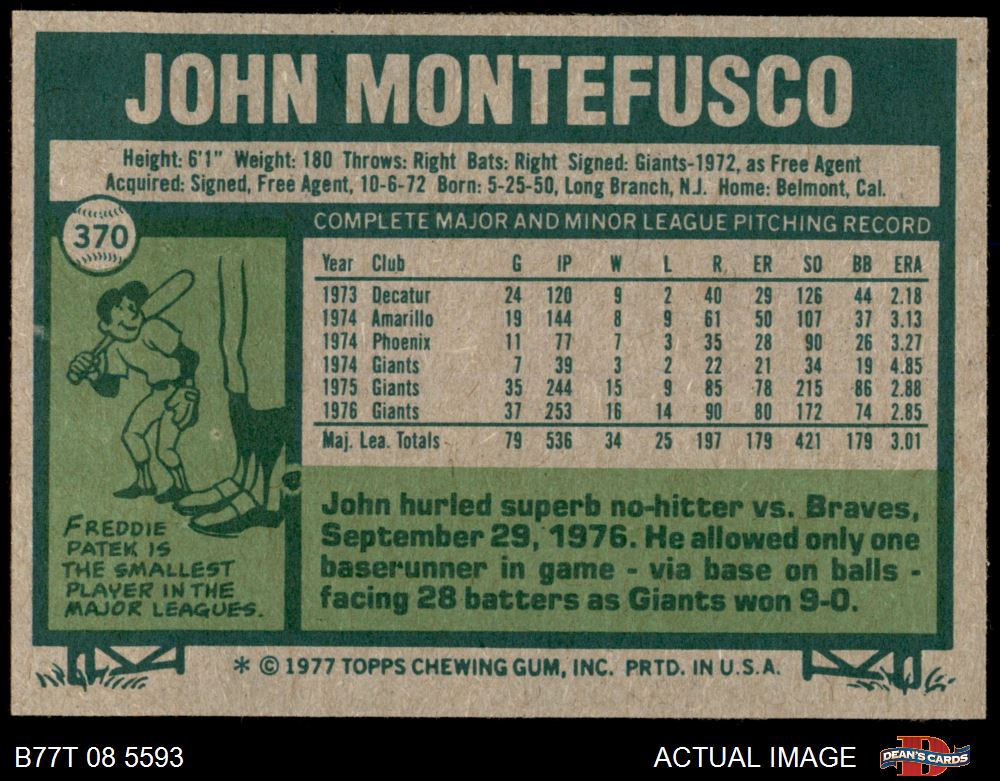 JOHN MONTEFUSCO
Height: 6'1" Weight: 180 Throws: Right Bats: Right Signed: Giants-1972, as Free Agent
Acquired: Signed, Free Agent, 10-6-72 Born: 5-25-50, Long Branch, N.J. Home: Belmont, Cal.
370
COMPLETE MAJOR AND MINOR LEAGUE PITCHING RECORD
Year Club G IP W L R ER SO BB ERA
1973 Decatur 24 120 9 2 40 29 126 44 2.18
1974 Amarillo 19 144 8 9 61 50 107 37 3.13
1974 Phoenix 11 77 7 3 35 28 90 26 3.27
1974 Giants 7 39 3 2 22 21 34 19 4.85
1975 Giants 35 244 15 9 85 78 215 86 2.88
1976 Giants 37 253 16 14 90 80 172 74 2.85
Maj. Lea. Totals 79 536 34 25 197 179 421 179 3.01
FREDDIE
PATEK IS
THE SMALLEST
PLAYER IN THE
MAJOR LEAGUES.
John hurled superb no-hitter vs. Braves,
September 29, 1976. He allowed only one
baserunner in game - via base on balls -
facing 28 batters as Giants won 9-0.
* © 1977 TOPPS CHEWING GUM, INC. PRTD. IN U.S.A.
B77T 08 5593
ACTUAL IMAGE
DEAN'S CARDS